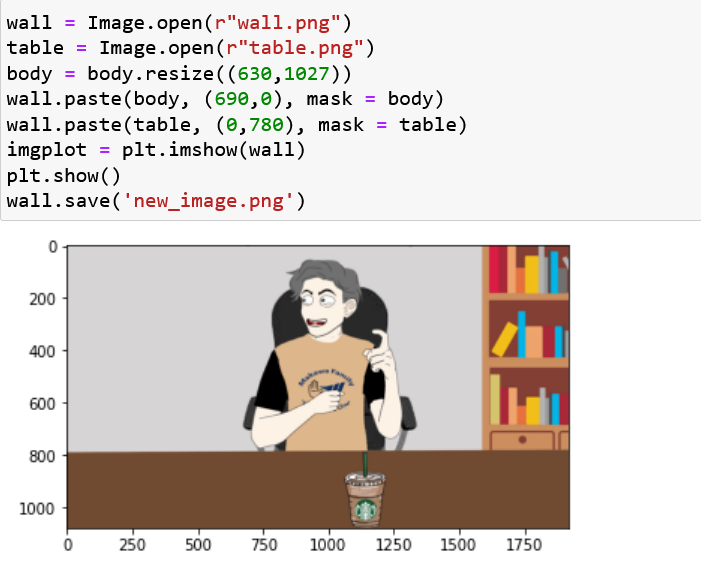 wall = Image.open(r"wall.png")
table = Image.open(r"table.png")
body = body.resize((630,1027))
wall.paste(body, (690,0), mask = body)
wall.paste(table, (0,780), mask = table)
imgplot = plt.imshow(wall)
plt.show()
wall.save('new_image.png')
0
200
400
600
800
1000
Makaws Family
0 250 500 750 1000 1250 1500 1750